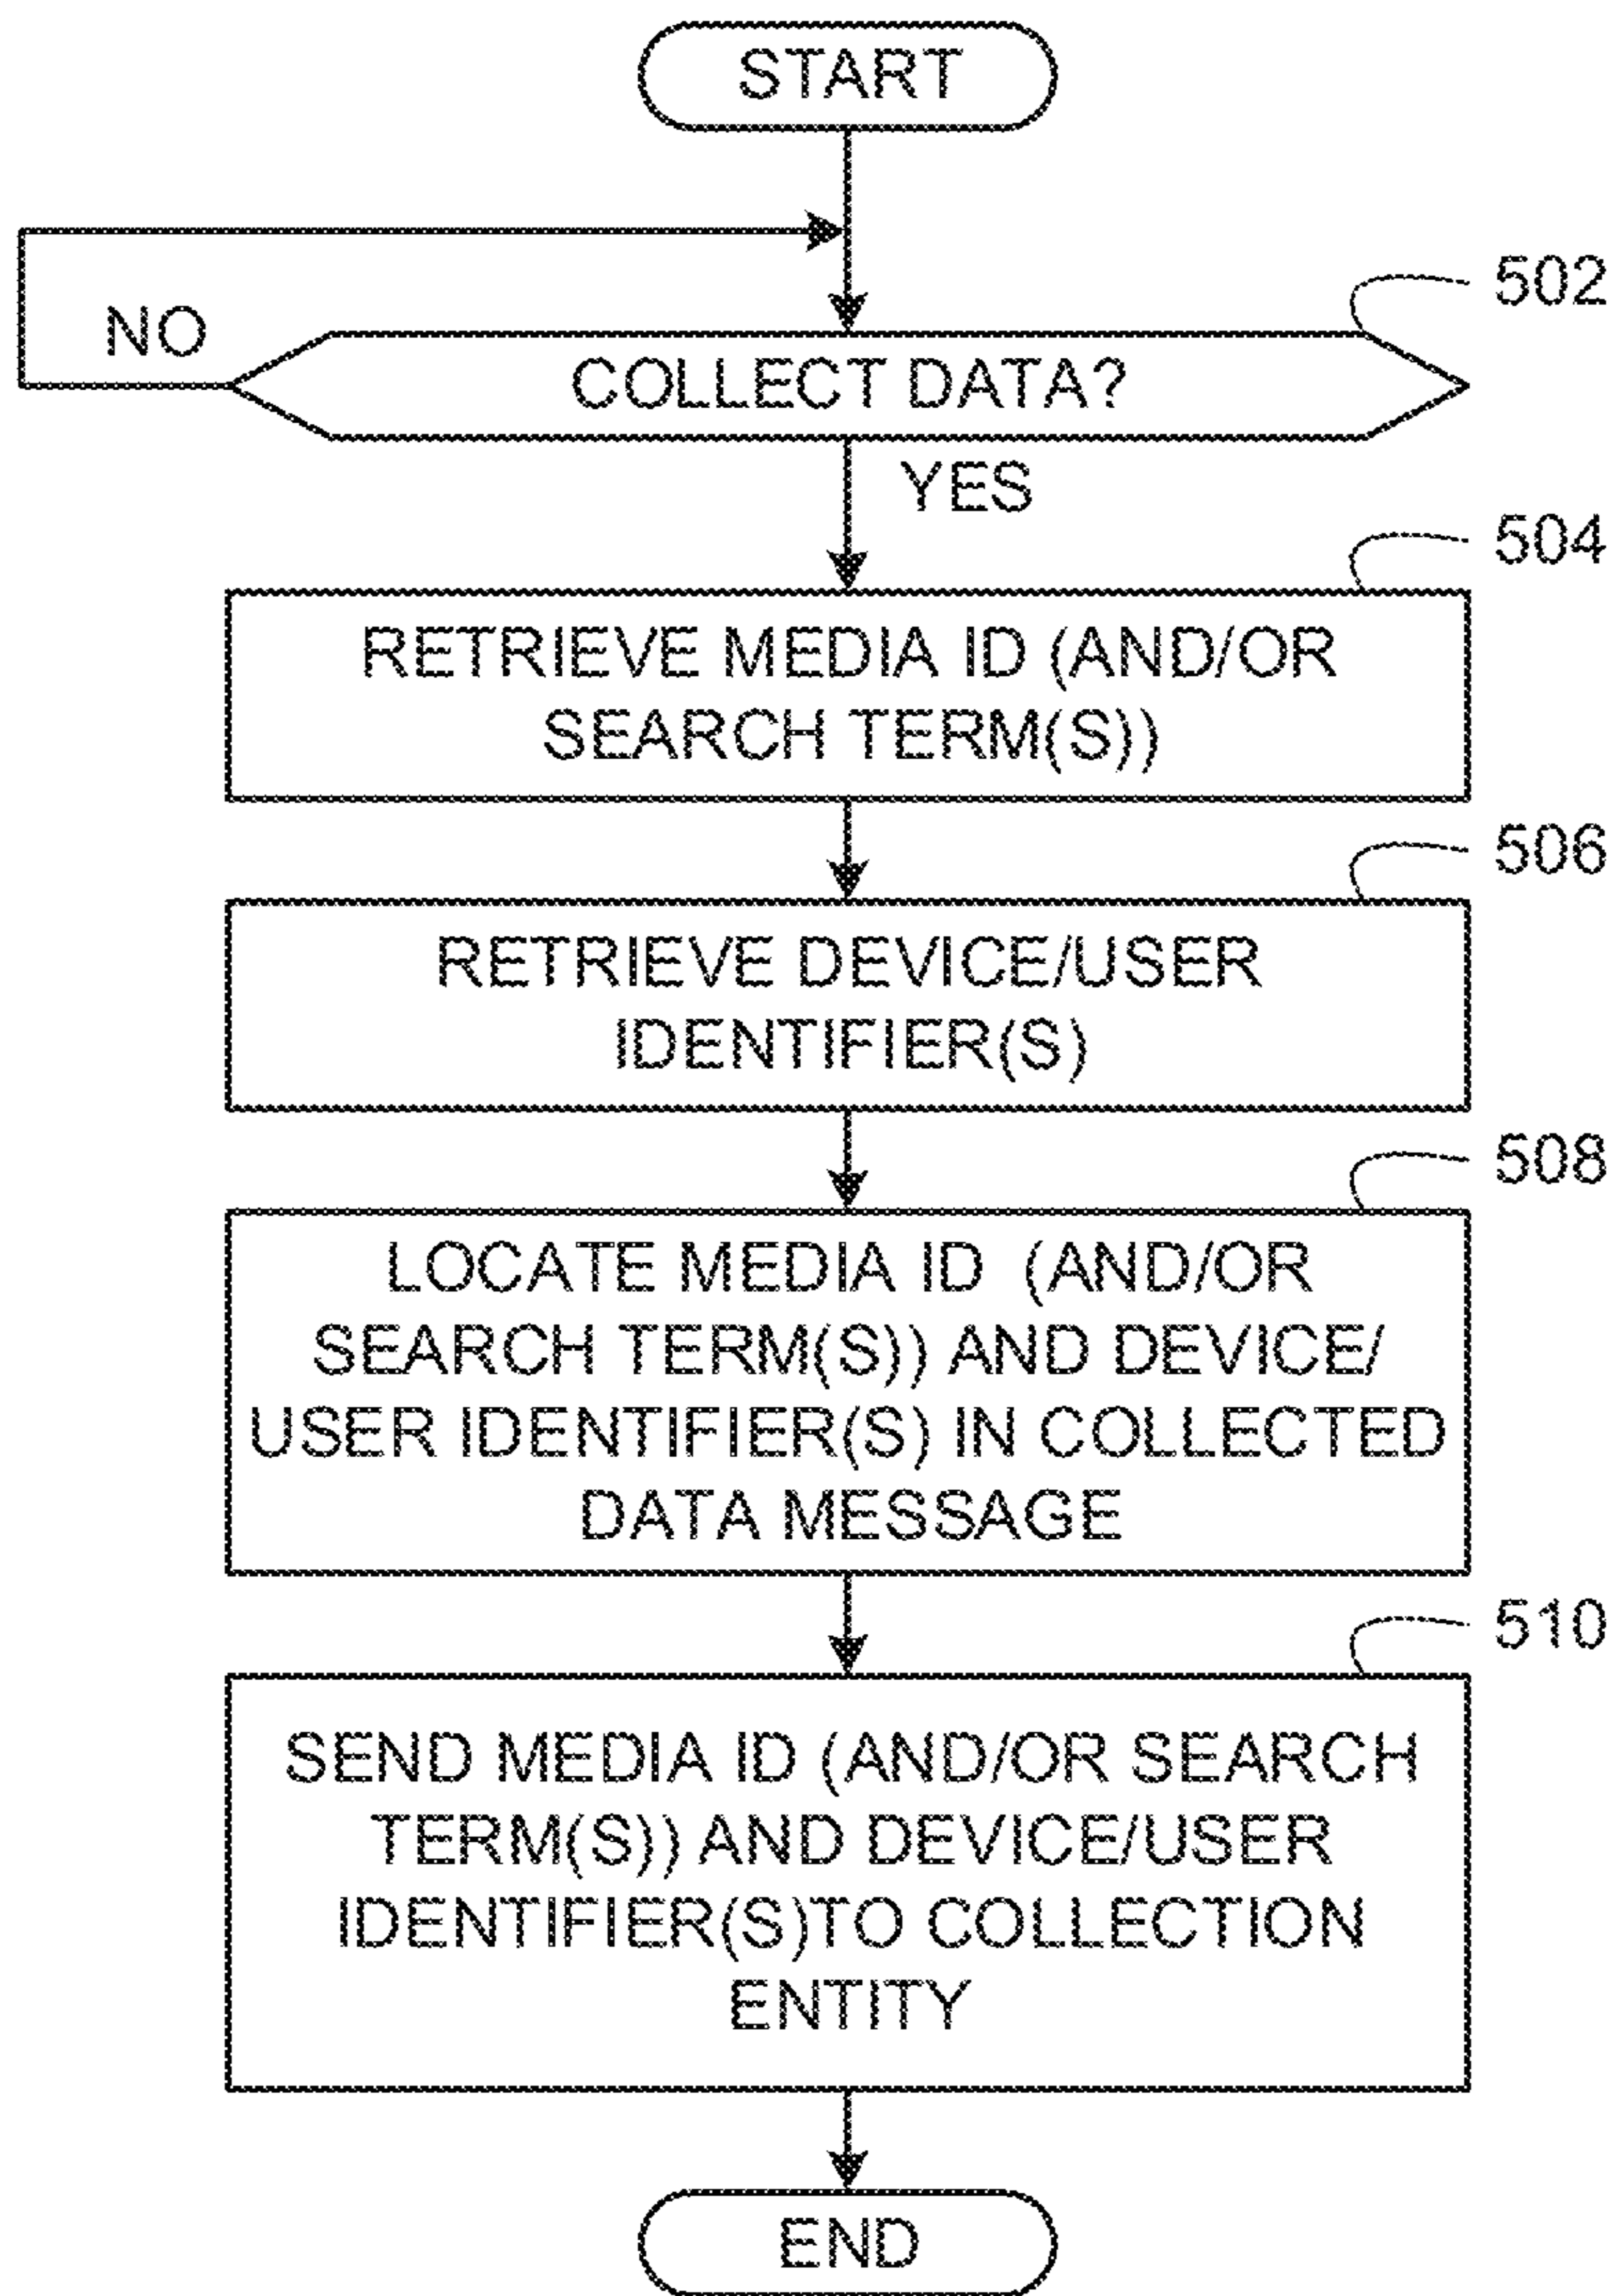 START
502
NO
COLLECT DATA?
YES
504
RETRIEVE MEDIA ID (AND/OR
SEARCH TERM(S))
506
RETRIEVE DEVICE/USER
IDENTIFIER(S)
508
LOCATE MEDIA ID (AND/OR
SEARCH TERM(S)) AND DEVICE/
USER IDENTIFIER(S) IN COLLECTED
DATA MESSAGE
510
SEND MEDIA ID (AND/OR SEARCH
TERM(S)) AND DEVICE/USER
IDENTIFIER(S)TO COLLECTION
ENTITY
END